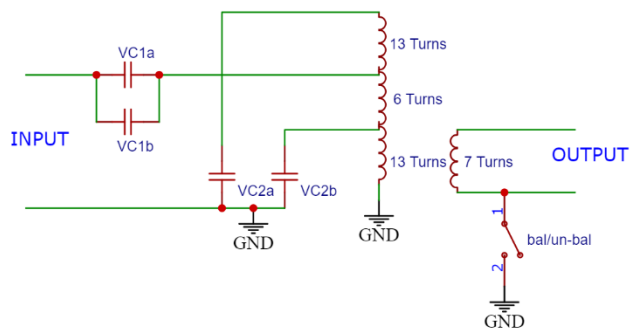 VC1a
13 Turns
6 Turns
VC1b
INPUT
13 Turns
7 Turns
OUTPUT
VC2a
VC2b
1
GND
GND
bal/un-bal
2
GND